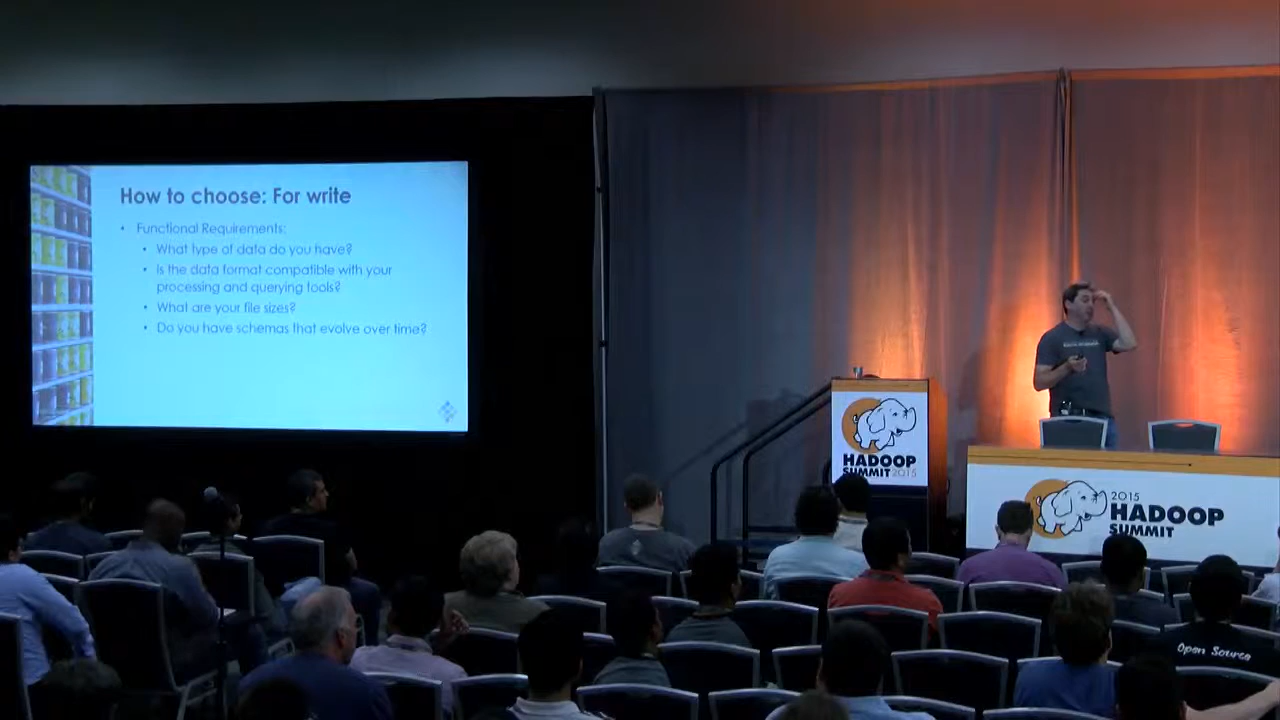 How to choose: For write
• Functional Requirements:
• What type of data do you have?
• Is the data format compatible with your
processing and querying tools?
• What are your file sizes?
• Do you have schemas that evolve over time?
HADOOP
SUMMIT 2015
2015
HADOOP
SUMMIT
Open Source